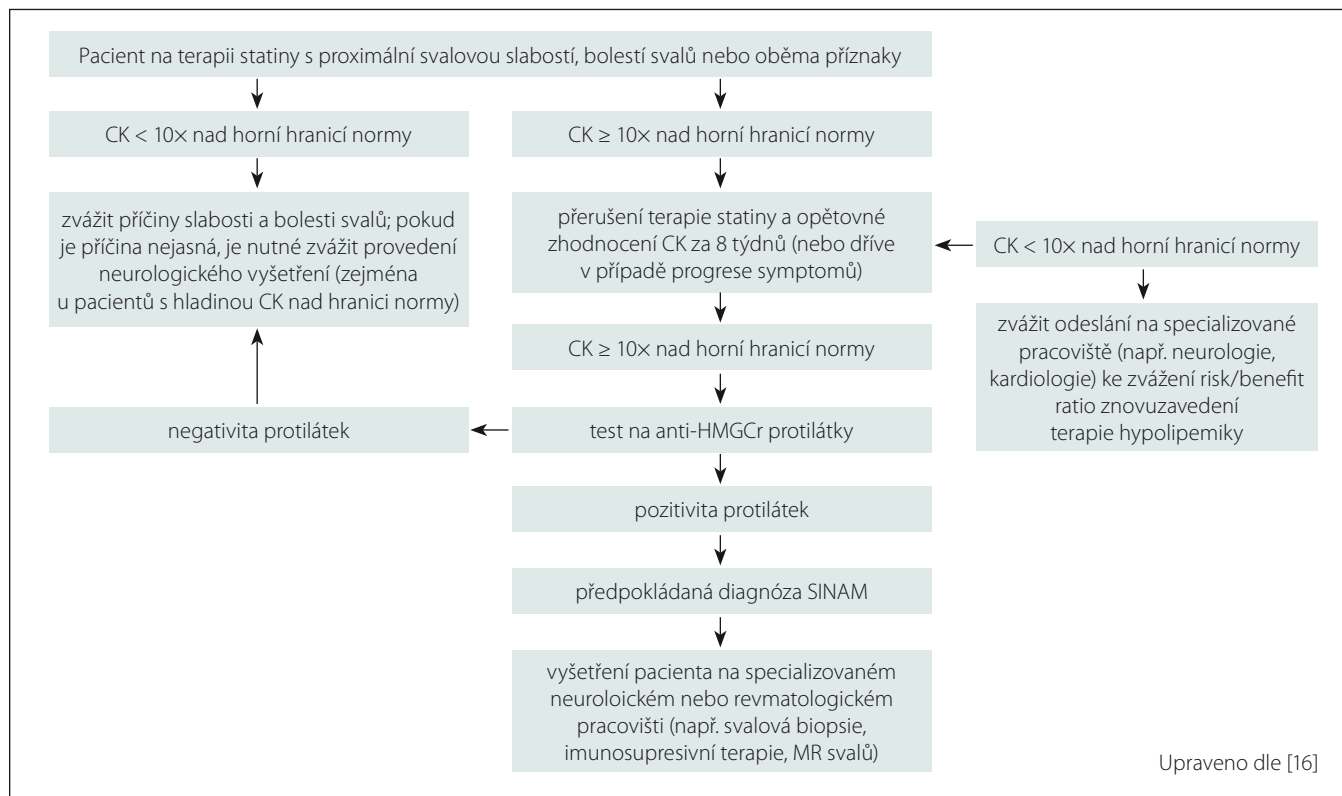 Pacient na terapii statiny s proximální svalovou slabostí, bolestí svalů nebo oběma příznaky
CK < 10× nad horní hranicí normy
CK ≥ 10× nad horní hranicí normy
zvážit příčiny slabosti a bolesti svalů; pokud
je příčina nejasná, je nutné zvážit provedení
neurologického vyšetření (zejména
u pacientů s hladinou CK nad hranici normy)
přerušení terapie statiny a opětovné
zhodnocení CK za 8 týdnů (nebo dříve
v případě progrese symptomů)
CK < 10× nad horní hranicí normy
zvážit odeslání na specializované
pracoviště (např. neurologie,
kardiologie) ke zvážení risk/benefit
ratio znovuzavedení
terapie hypolipemiky
CK ≥ 10× nad horní hranicí normy
negativita protilátek
test na anti-HMGCr protilátky
pozitivita protilátek
předpokládaná diagnóza SINAM
vyšetření pacienta na specializovaném
neuroloickém nebo revmatologickém
pracovišti (např. svalová biopsie,
imunosupresivní terapie, MR svalů)
Upraveno dle [16]